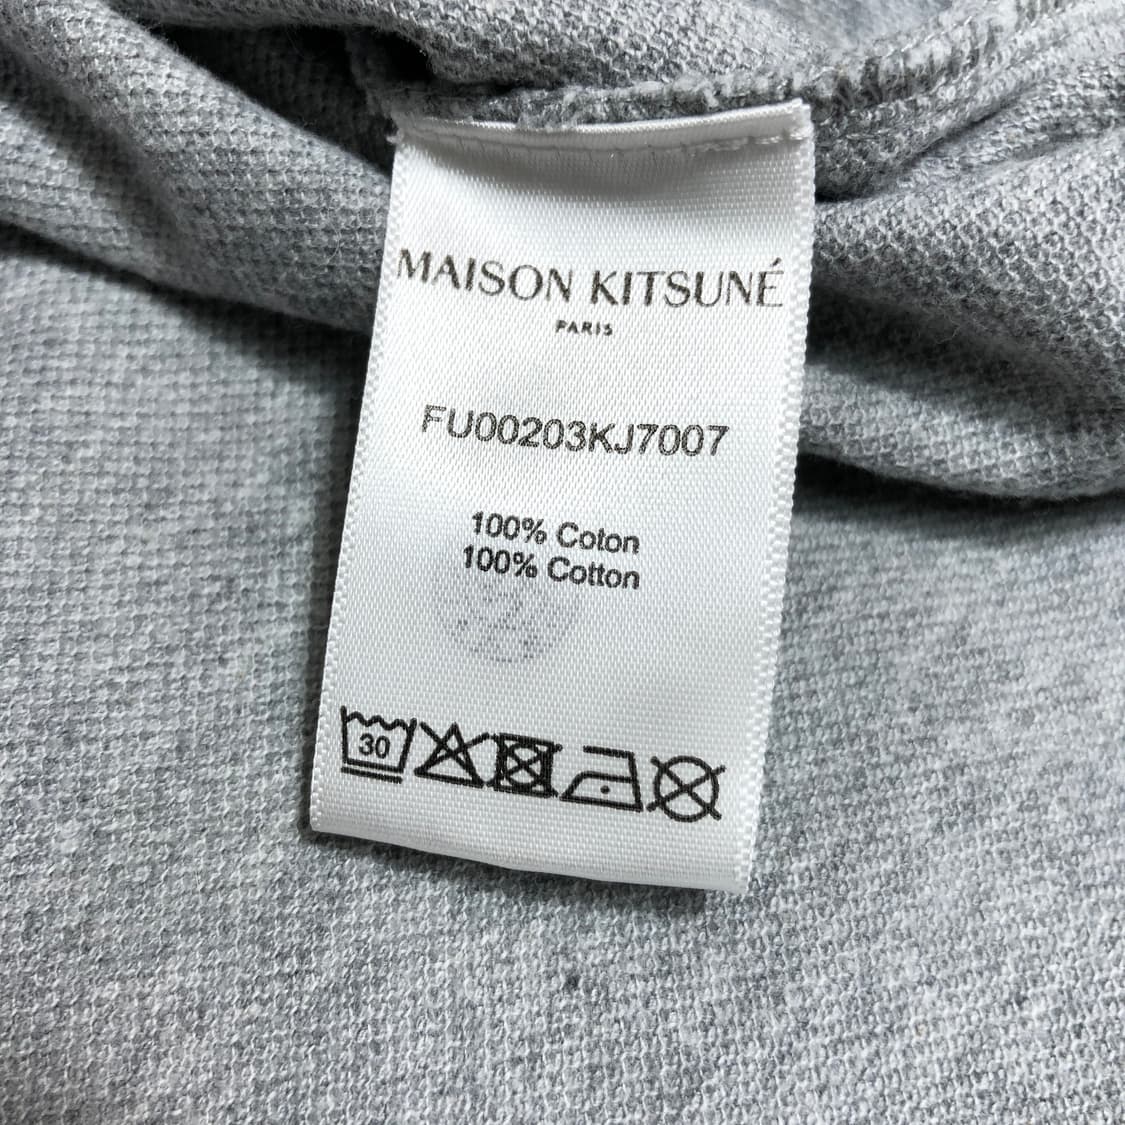 MAISON KITSUNÉ
PARIS
FU00203KJ7007
100% Coton
100% Cotton
30